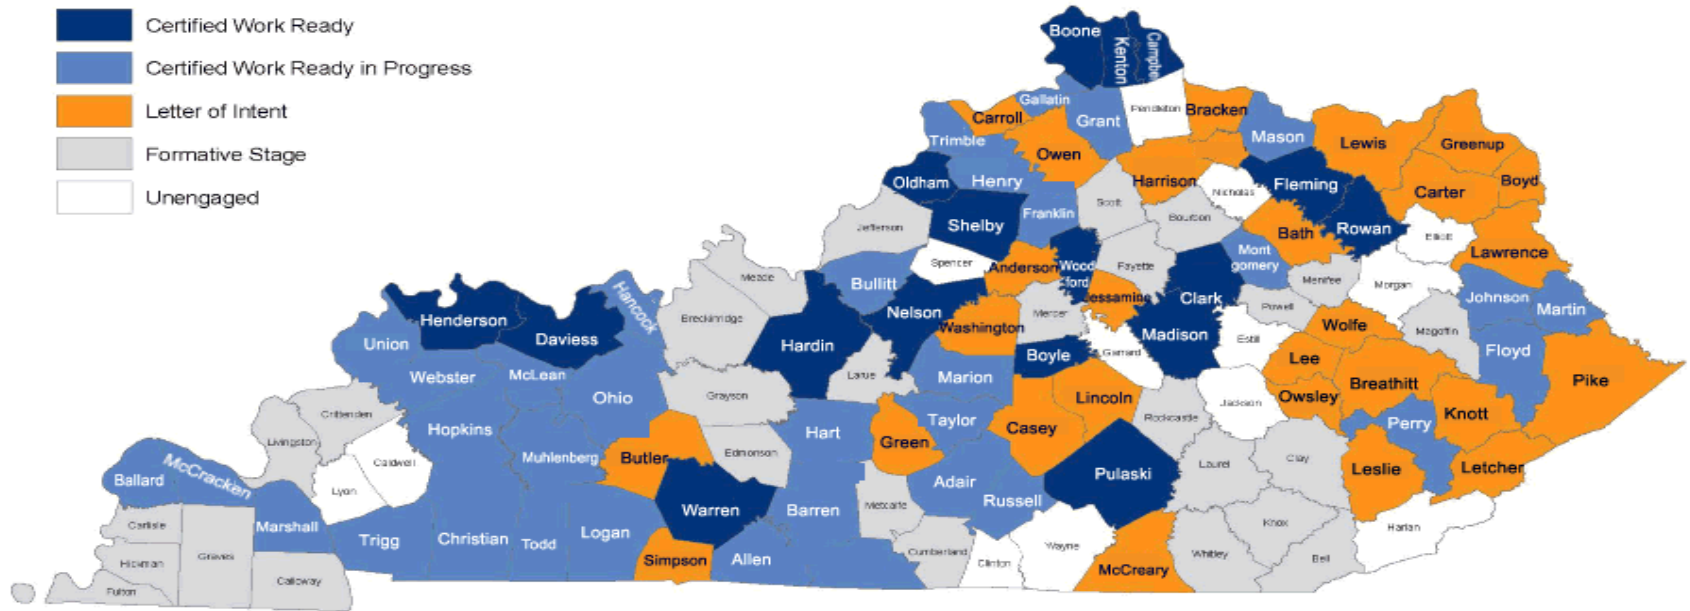 Certified Work Ready
Certified Work Ready in Progress
Letter of Intent
Formative Stage
Unengaged
Boone
Kenton
Campbe
Gallatin
Carroll
Grant
Pendleton
Bracken
Mason
Lewis
Greenup
Trimble
Owen
Oldham
Henry
Harrison
Nicholas
Fleming
Carter
Boyd
Jefferson
Shelby
Franklin
Scott
Bourbon
Bath
Rowan
Elliott
Lawrence
Meade
Bullitt
Spencer
Anderson
Wood
ford
Fayette
Mont
gomery
Menifee
Morgan
Johnson
Martin
Hancock
Breckinridge
Henderson
Daviess
Union
Hardin
Nelson
Washington
Mercer
essamine
Clark
Madison
Powell
Estill
Wolfe
Magoffin
Floyd
Pike
Webster
McLean
Ohio
Grayson
Larue
Marion
Boyle
Garrard
Lee
Owsley
Breathitt
Knott
Perry
Crittenden
Livingston
Hopkins
Muhlenberg
Butler
Edmonson
Hart
Green
Taylor
Casey
Lincoln
Rockcastle
Jackson
Ballard
McCracken
Caldwell
Lyon
Warren
Barren
Metcalfe
Adair
Russell
Pulaski
Laurel
Clay
Leslie
Letcher
Carlisle
Marshall
Trigg
Christian
Todd
Logan
Simpson
Allen
Cumberland
Clinton
Wayne
McCreary
Whitley
Knox
Bell
Harlan
Hickman
Graves
Calloway
Fulton